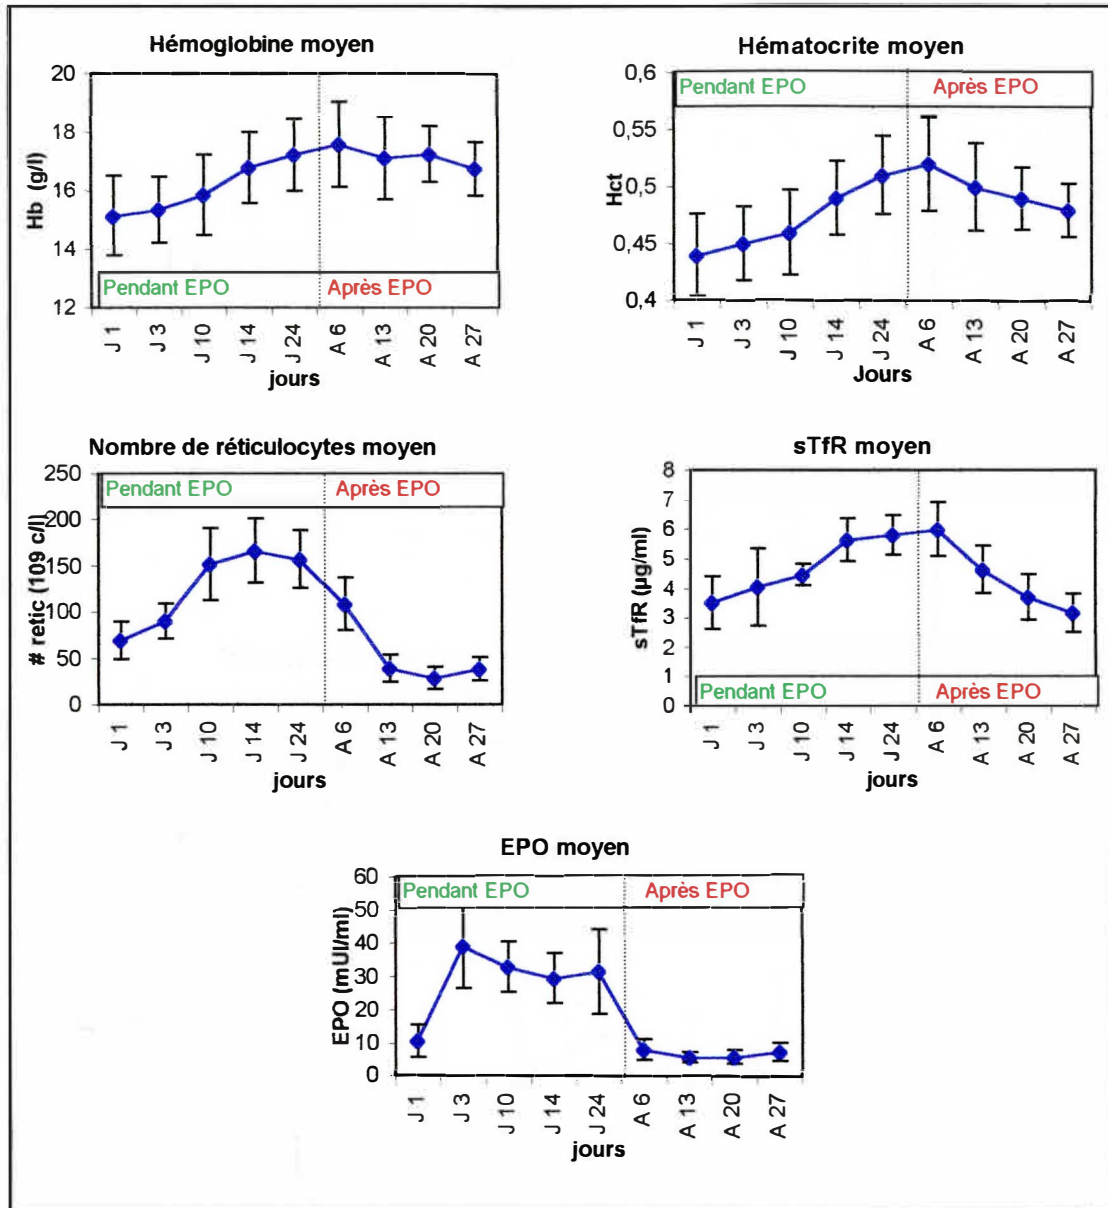 Hémoglobine moyen
20
18
16
14
12
Hb (g/l)
Pendant EPO
Après EPO
J 1
J 3
J 10
J 14
J 24
A 6
A 13
A 20
A 27
jours
Hématocrite moyen
0,6
0,55
0,5
0,45
0,4
Hct
Pendant EPO
Après EPO
J 1
J 3
J 10
J 14
J 24
A 6
A 13
A 20
A 27
Jours
Nombre de réticulocytes moyen
250
200
150
100
50
0
# retic (109 c/l)
Pendant EPO
Après EPO
J 1
J 3
J 10
J 14
J 24
A 6
A 13
A 20
A 27
jours
sTfR moyen
8
7
6
5
4
3
2
1
0
sTfR (µg/ml)
Pendant EPO
Après EPO
J 1
J 3
J 10
J 14
J 24
A 6
A 13
A 20
A 27
jours
EPO moyen
60
50
40
30
20
10
0
EPO (mUI/ml)
Pendant EPO
Après EPO
J 1
J 3
J 10
J 14
J 24
A 6
A 13
A 20
A 27
jours